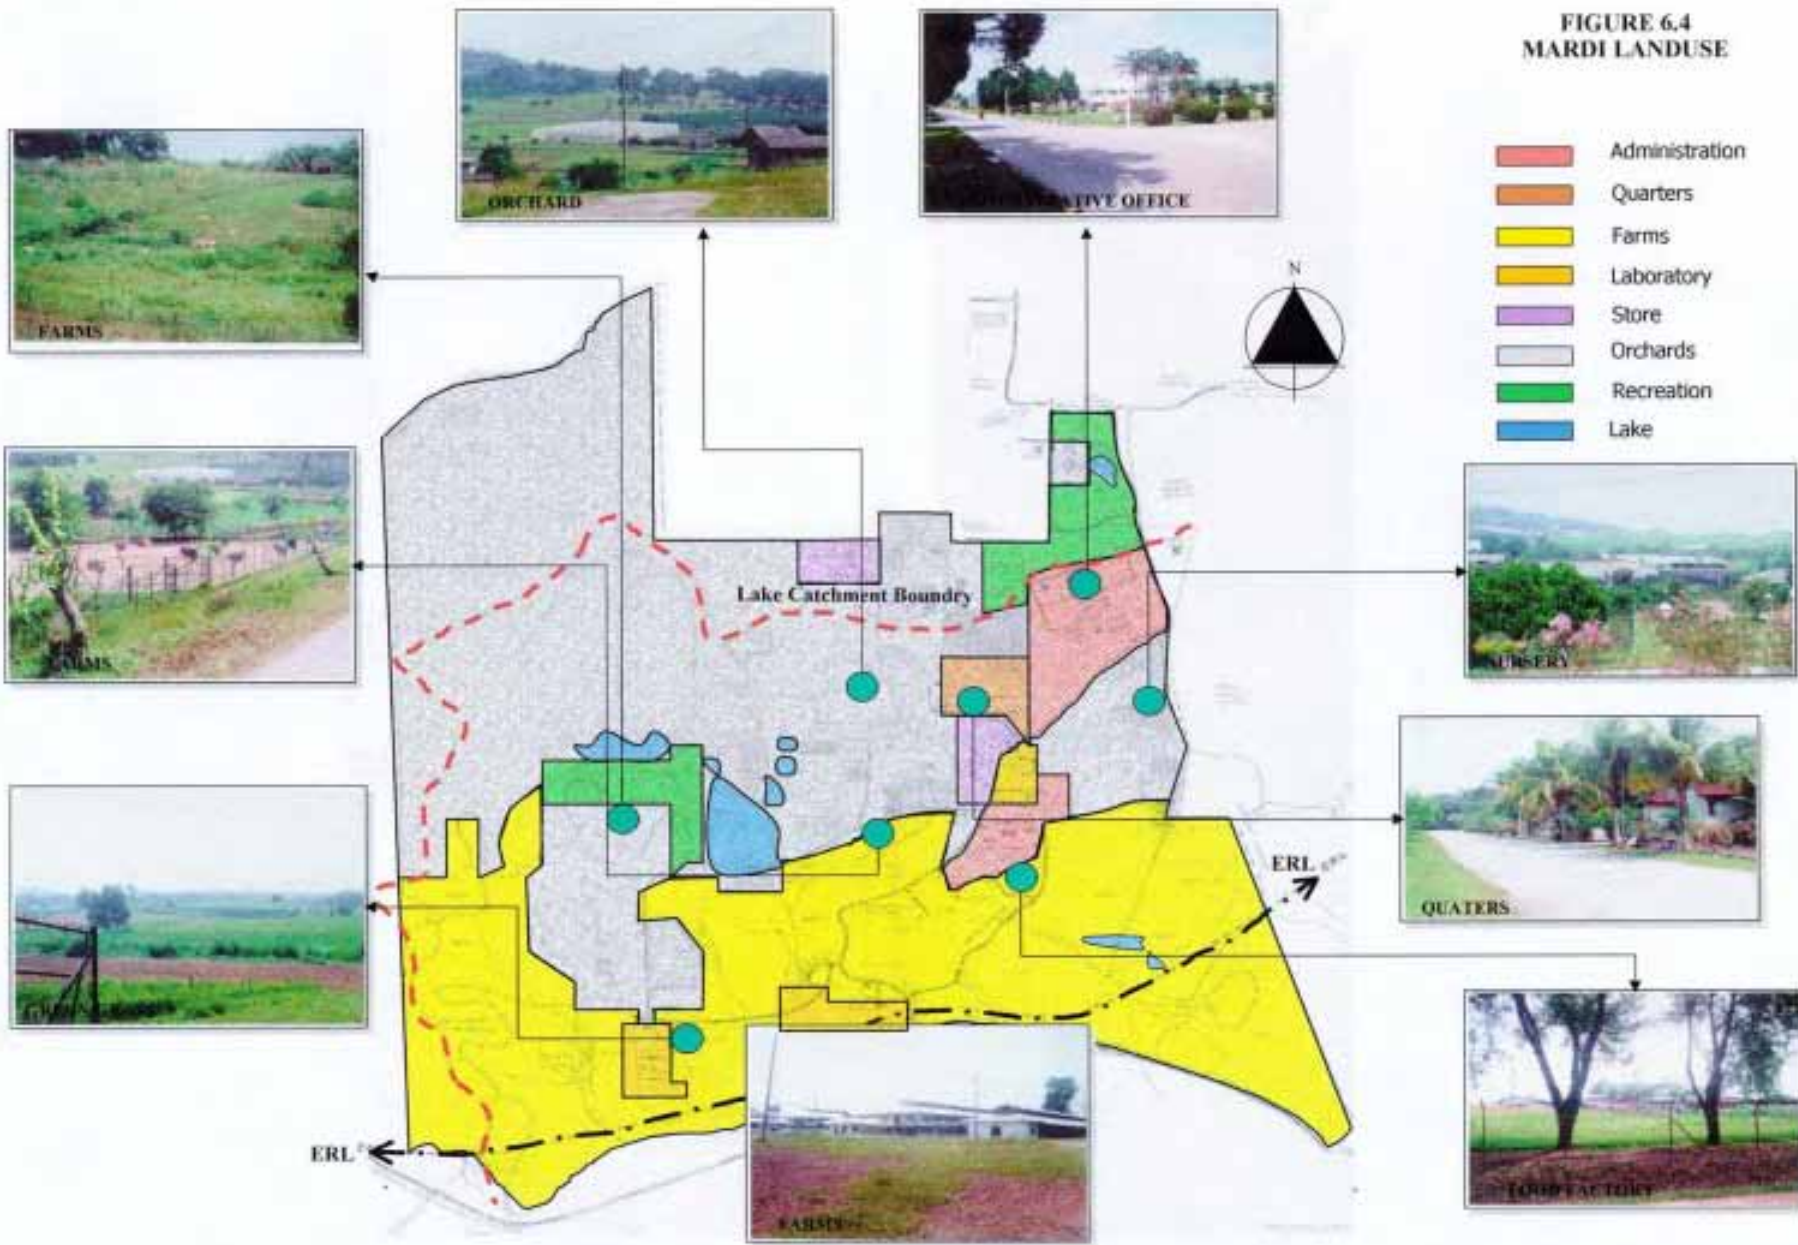 FIGURE 6.4
MARDI LANDUSE
Administration
Quarters
Farms
Laboratory
Store
Orchards
Recreation
Lake
ORCHARD
OFFICE
FARMS
N
FARMS
Lake Catchment Boundry
NURSERY
QUATERS
ERL
ERL
FOOD FACTORY
FARMS